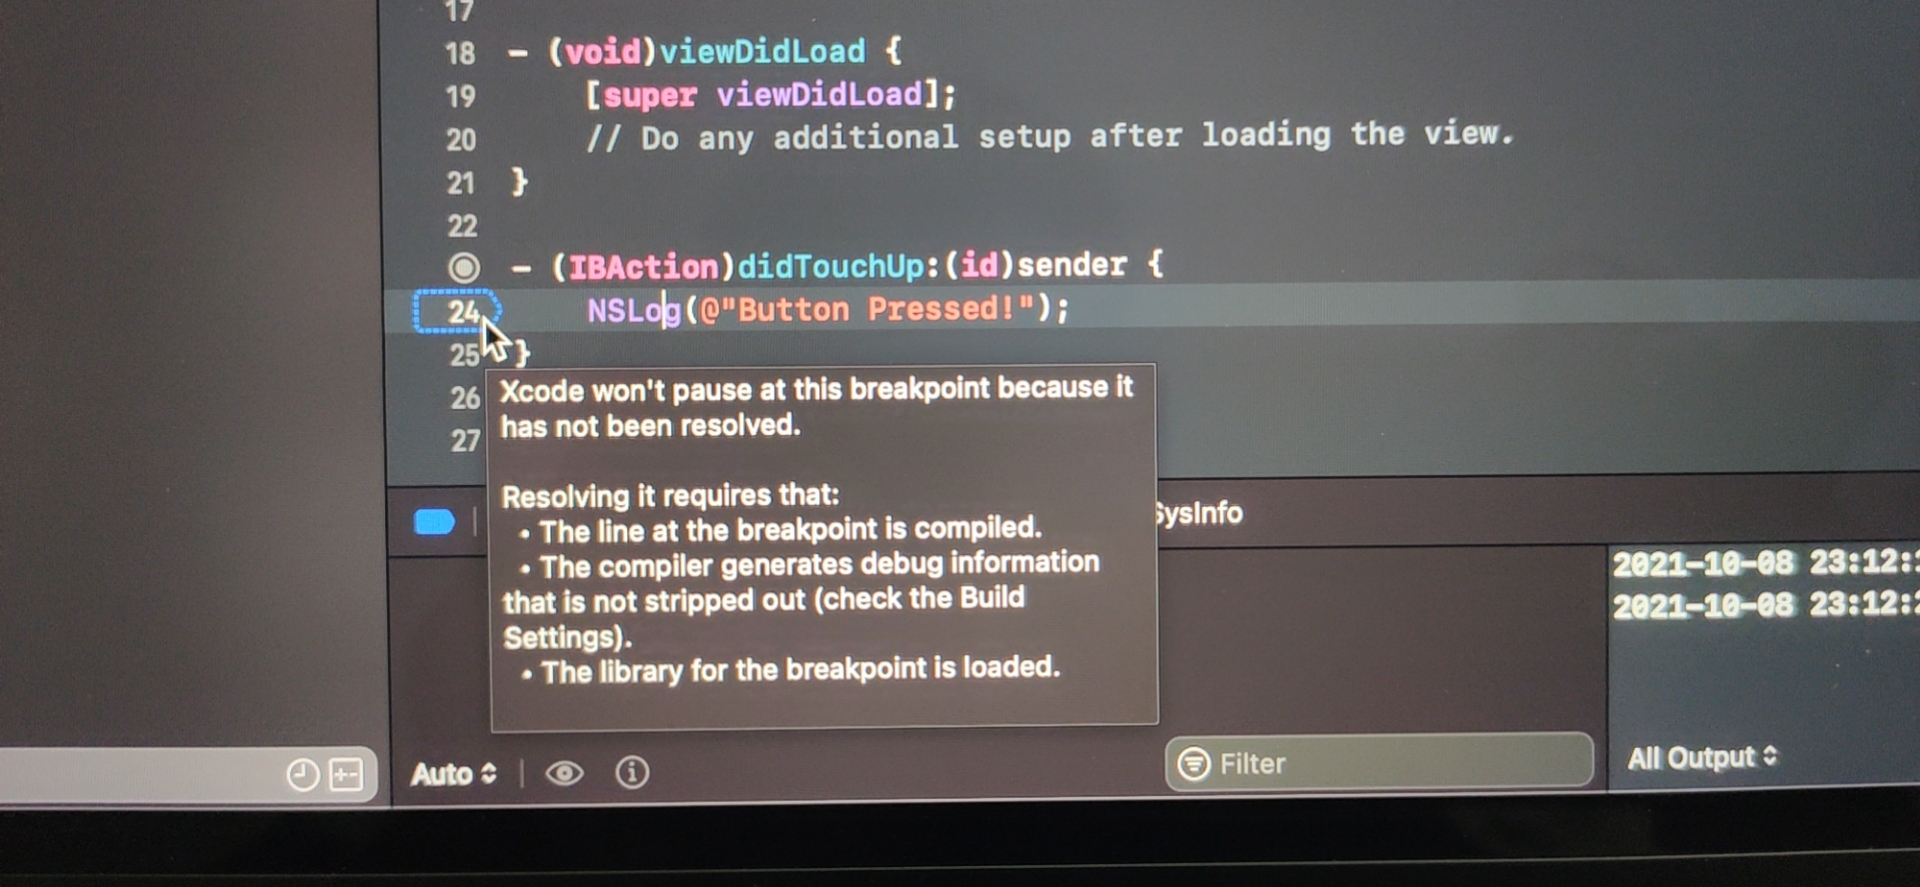 17
18 - (void)viewDidLoad {
19 [super viewDidLoad];
20 // Do any additional setup after loading the view.
21 }
22
- (IBAction)didTouchUp:(id)sender {
24 NSLog(@"Button Pressed!");
25 }
26
27
Xcode won't pause at this breakpoint because it
has not been resolved.
Resolving it requires that:
• The line at the breakpoint is compiled.
• The compiler generates debug information
that is not stripped out (check the Build
Settings).
• The library for the breakpoint is loaded.
SysInfo
2021-10-08 23:12:
2021-10-08 23:12:
Auto
Filter
All Output